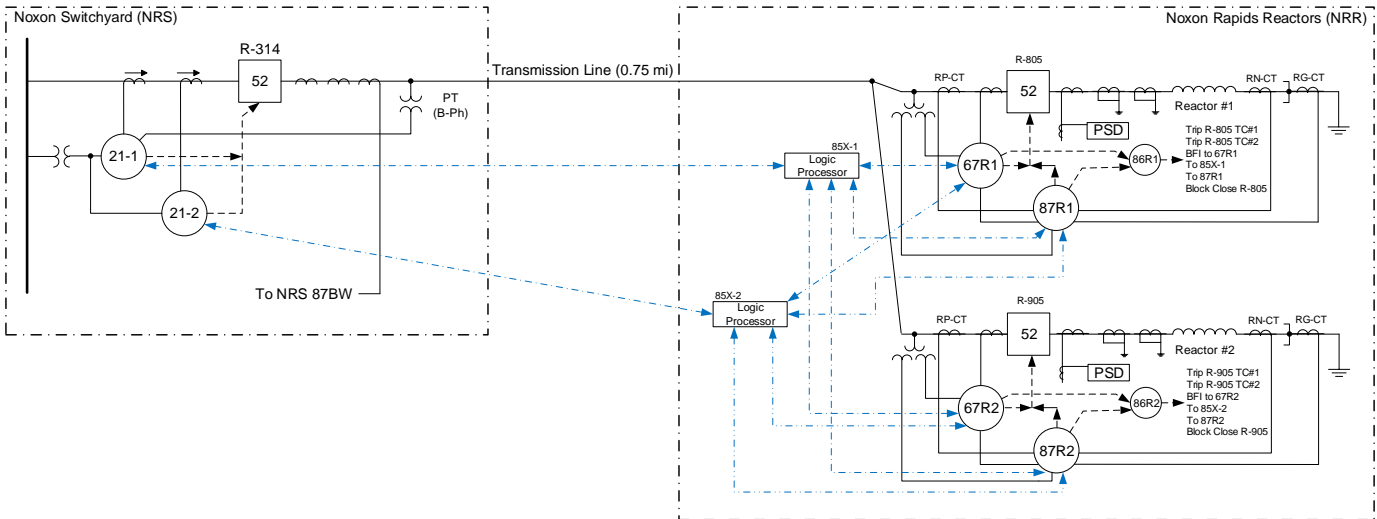 Noxon Switchyard (NRS)
R-314
52
PT
(B-Ph)
21-1
21-2
To NRS 87BW
Transmission Line (0.75 mi)
Noxon Rapids Reactors (NRR)
R-805
RP-CT
52
RN-CT
RG-CT
Reactor #1
PSD
85X-1
Logic
Processor
67R1
86R1
87R1
Trip R-805 TC#1
Trip R-805 TC#2
BFI to 67R1
To 85X-1
To 87R1
Block Close R-805
85X-2
Logic
Processor
R-905
RP-CT
52
RN-CT
RG-CT
Reactor #2
PSD
67R2
86R2
87R2
Trip R-905 TC#1
Trip R-905 TC#2
BFI to 67R2
To 85X-2
To 87R2
Block Close R-905